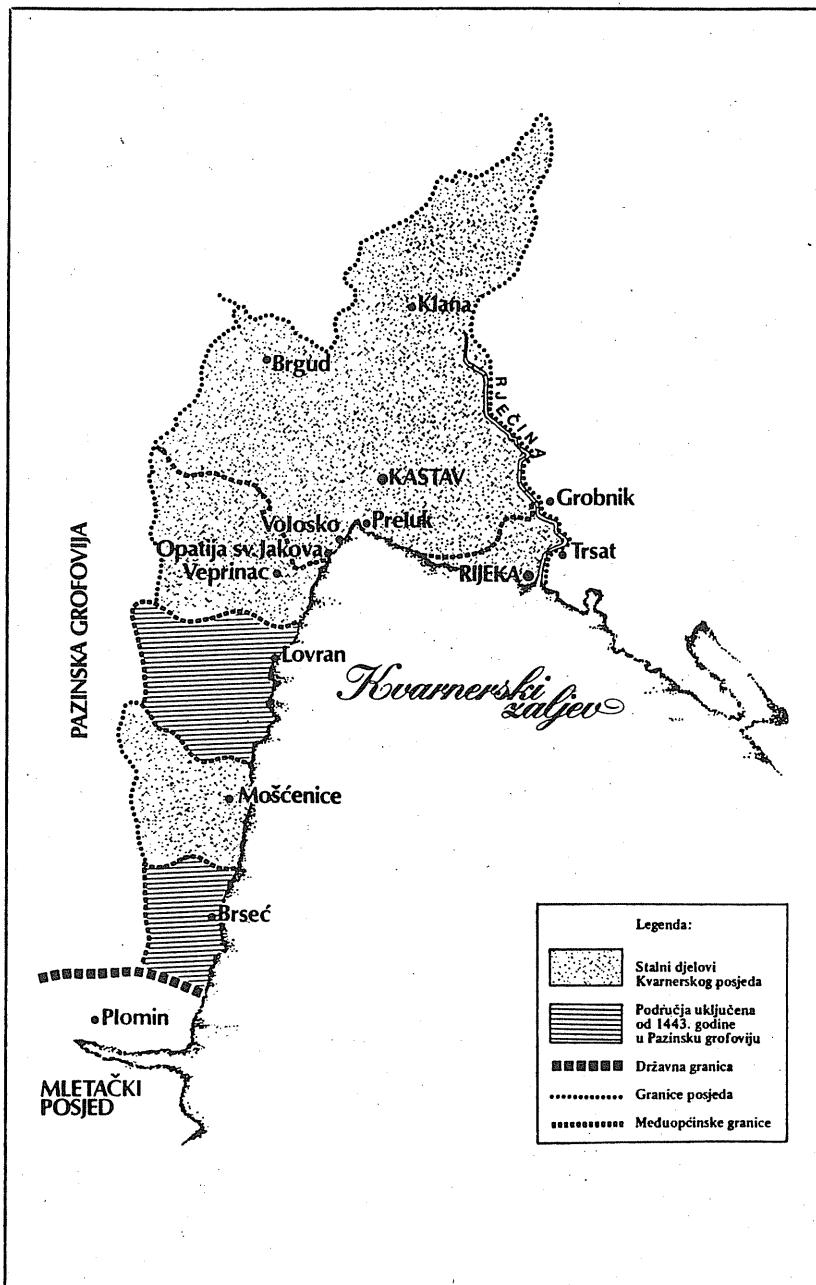 Klana
Brgud
RJEČINA
KASTAV
Grobnik
Volosko
Preluk
Opatija sv. Jakova
Trsat
Veprinac
RIJEKA
PAZINSKA GROFOVIJA
Lovran
Kvarnerski
zaljev
Mošćenice
Brseć
Plomin
MLETAČKI
POSJED
Legenda:
Stalni djelovi
Kvarnerskog posjeda
Područja uključena
od 1443. godine
u Pazinsku grofoviju
Državna granica
Granice posjeda
Međuopćinske granice